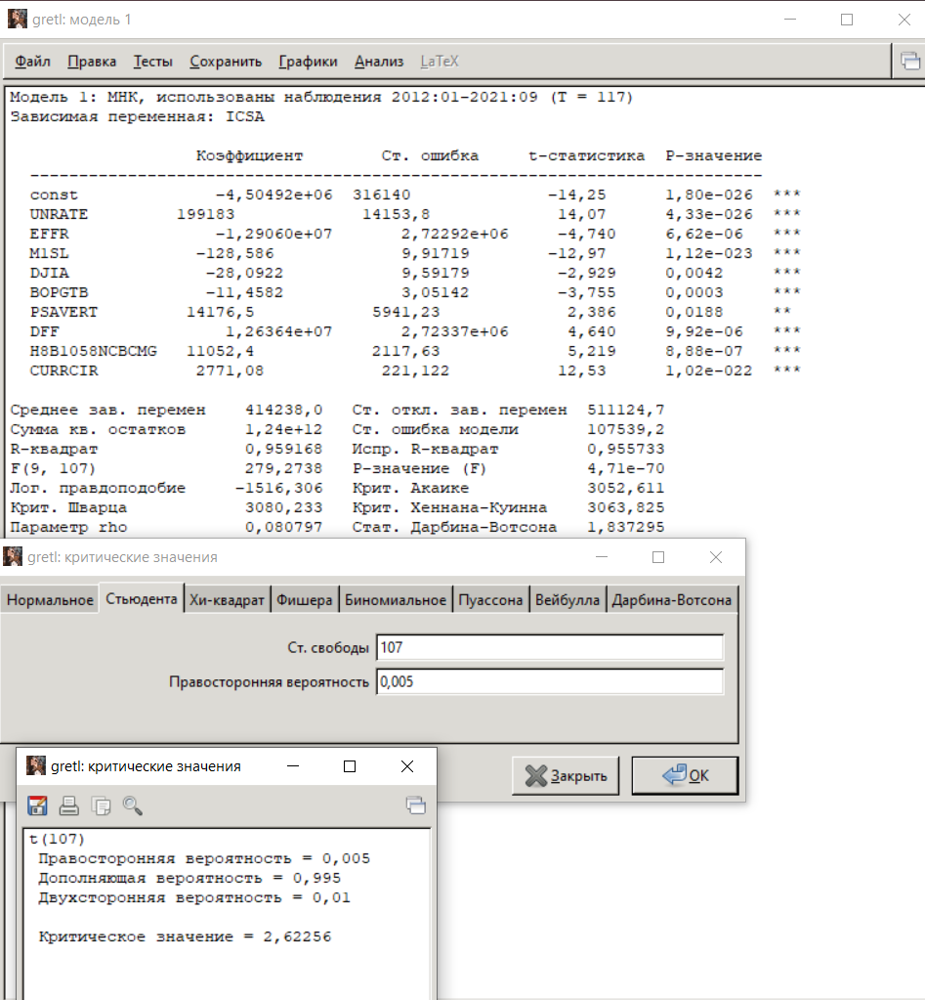 gretl: модель 1
Файл Правка Тесты Сохранить Графики Анализ LaTeX
Модель 1: МНК, использованы наблюдения 2012:01-2021:09 (T = 117)
Зависимая переменная: ICSA
Коэффициент Ст. ошибка t-статистика P-значение
------------------------------------------------------------------------------
const -4,50492e+06 316140 -14,25 1,80e-026 ***
UNRATE 199183 14153,8 14,07 4,33e-026 ***
EFFR -1,29060e+07 2,72292e+06 -4,740 6,62e-06 ***
M1SL -128,586 9,91719 -12,97 1,12e-023 ***
DJIA -28,0922 9,59179 -2,929 0,0042 ***
BOPGTB -11,4582 3,05142 -3,755 0,0003 ***
PSAVERT 14176,5 5941,23 2,386 0,0188 **
DFF 1,26364e+07 2,72337e+06 4,640 9,92e-06 ***
H8B1058NCBCMG 11052,4 2117,63 5,219 8,88e-07 ***
CURRCIR 2771,08 221,122 12,53 1,02e-022 ***
Среднее зав. перемен 414238,0 Ст. откл. зав. перемен 511124,7
Сумма кв. остатков 1,24e+12 Ст. ошибка модели 107539,2
R-квадрат 0,959168 Испр. R-квадрат 0,955733
F(9, 107) 279,2738 P-значение (F) 4,71e-70
Лог. правдоподобие -1516,306 Крит. Акаике 3052,611
Крит. Шварца 3080,233 Крит. Хеннана-Куинна 3063,825
Параметр rho 0,080797 Стат. Дарбина-Вотсона 1,837295
gretl: критические значения
Нормальное Стьюдента Хи-квадрат Фишера Биномиальное Пуассона Вейбулла Дарбина-Вотсона
Ст. свободы 107
Правосторонняя вероятность 0,005
Закрыть OK
gretl: критические значения
t(107)
Правосторонняя вероятность = 0,005
Дополняющая вероятность = 0,995
Двухсторонняя вероятность = 0,01
Критическое значение = 2,62256